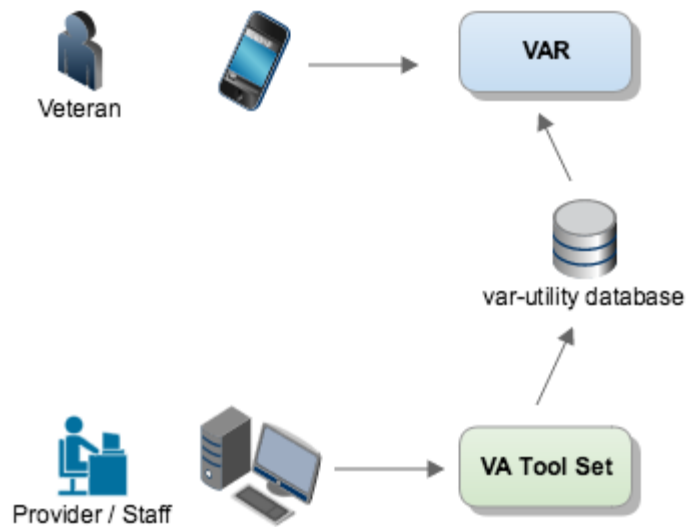 VAR
Veteran
var-utility database
VA Tool Set
Provider / Staff